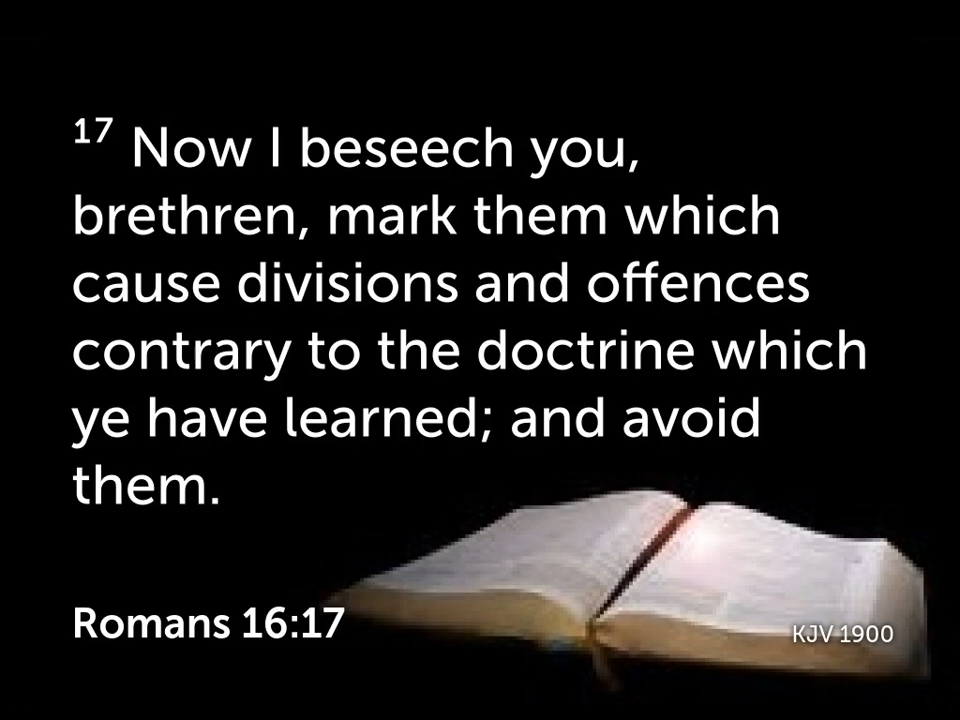 17 Now I beseech you,
brethren, mark them which
cause divisions and offences
contrary to the doctrine which
ye have learned; and avoid
them.
Romans 16:17
KJV 1900